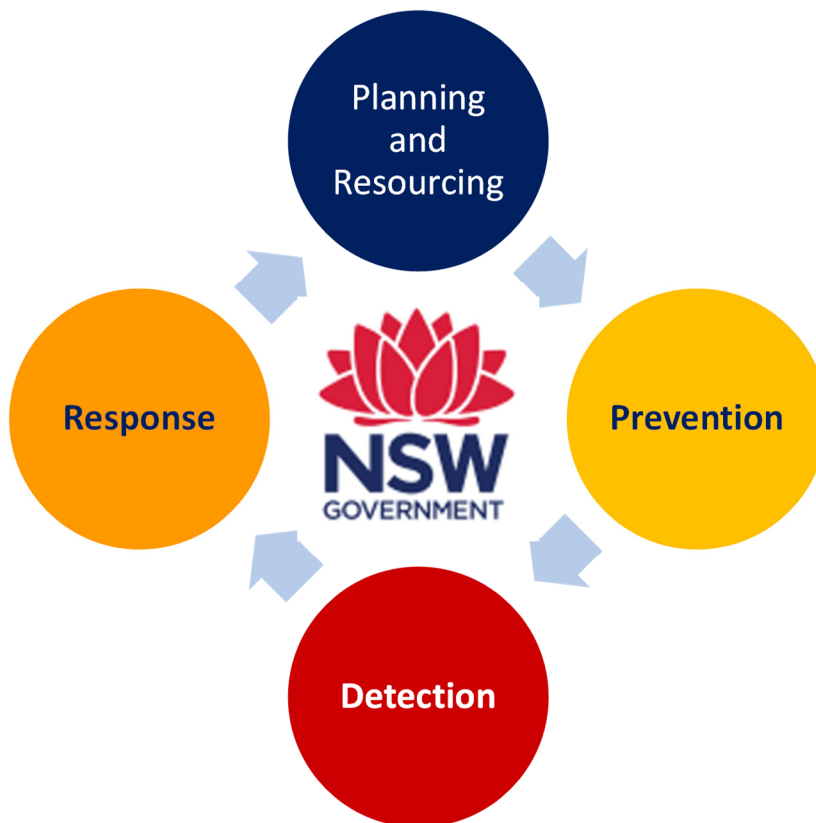 Planning
and
Resourcing
Response
NSW
GOVERNMENT
Prevention
Detection